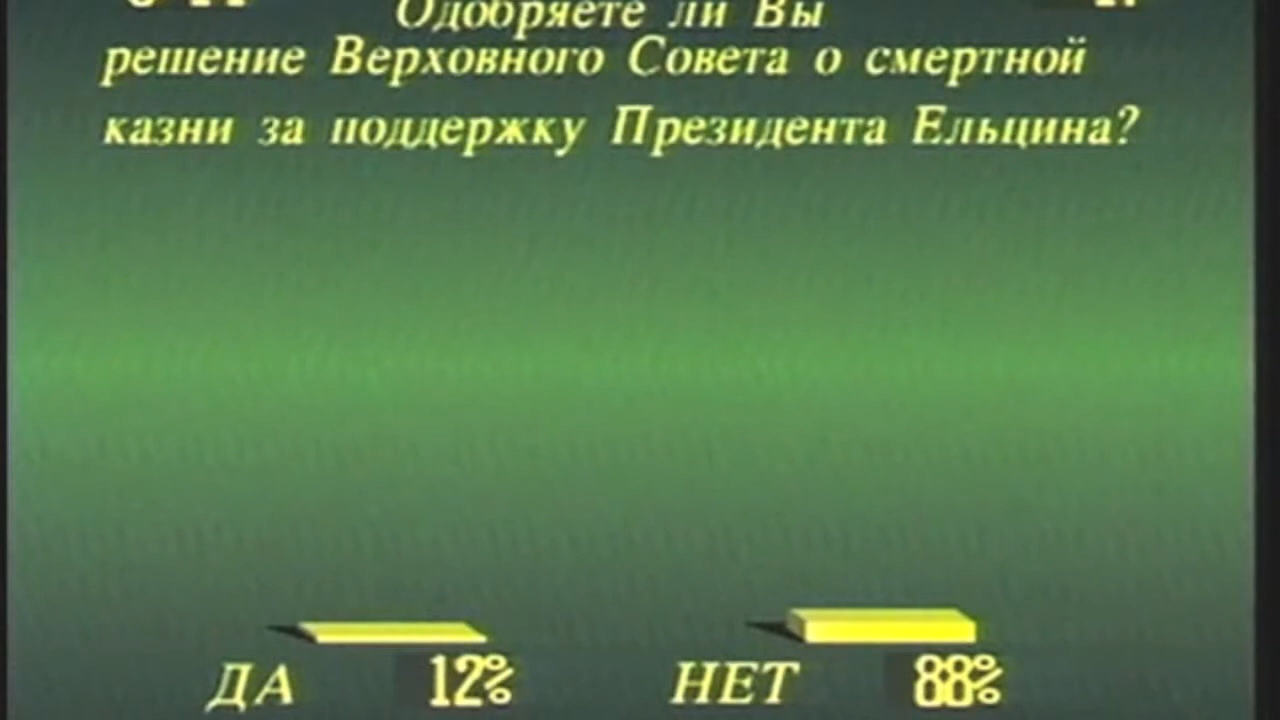 Одобряете ли Вы
решение Верховного Совета о смертной
казни за поддержку Президента Ельцина?
ДА 12% НЕТ 88%